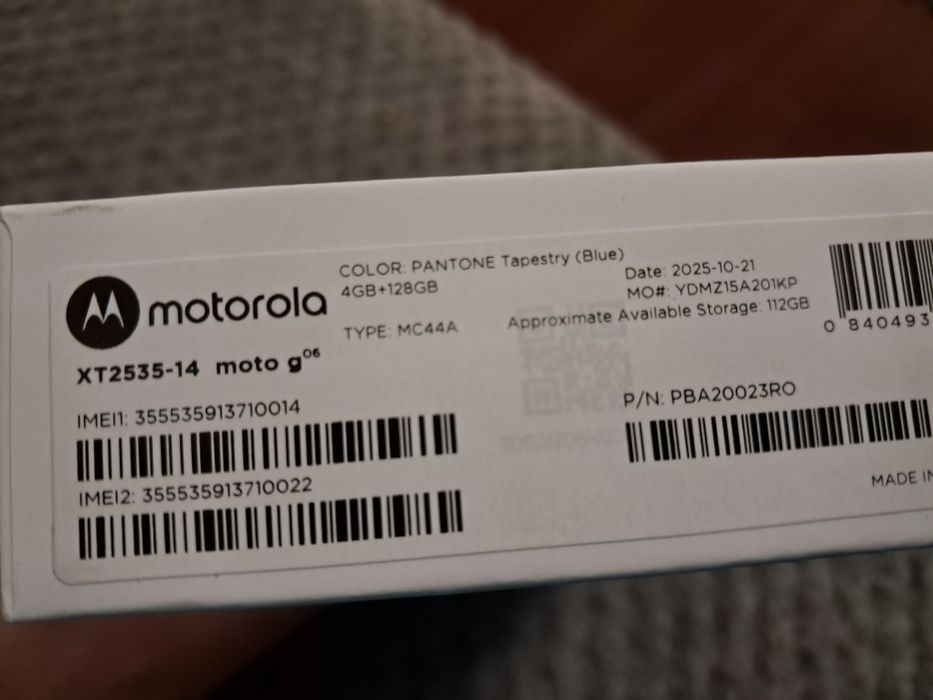 motorola
XT2535-14 moto g06
COLOR: PANTONE Tapestry (Blue)
4GB+128GB
TYPE: MC44A
Date: 2025-10-21
MO#: YDMZ15A201KP
Approximate Available Storage: 112GB
0 840493
IMEI1: 355535913710014
IMEI2: 355535913710022
P/N: PBA20023RO
MADE IN